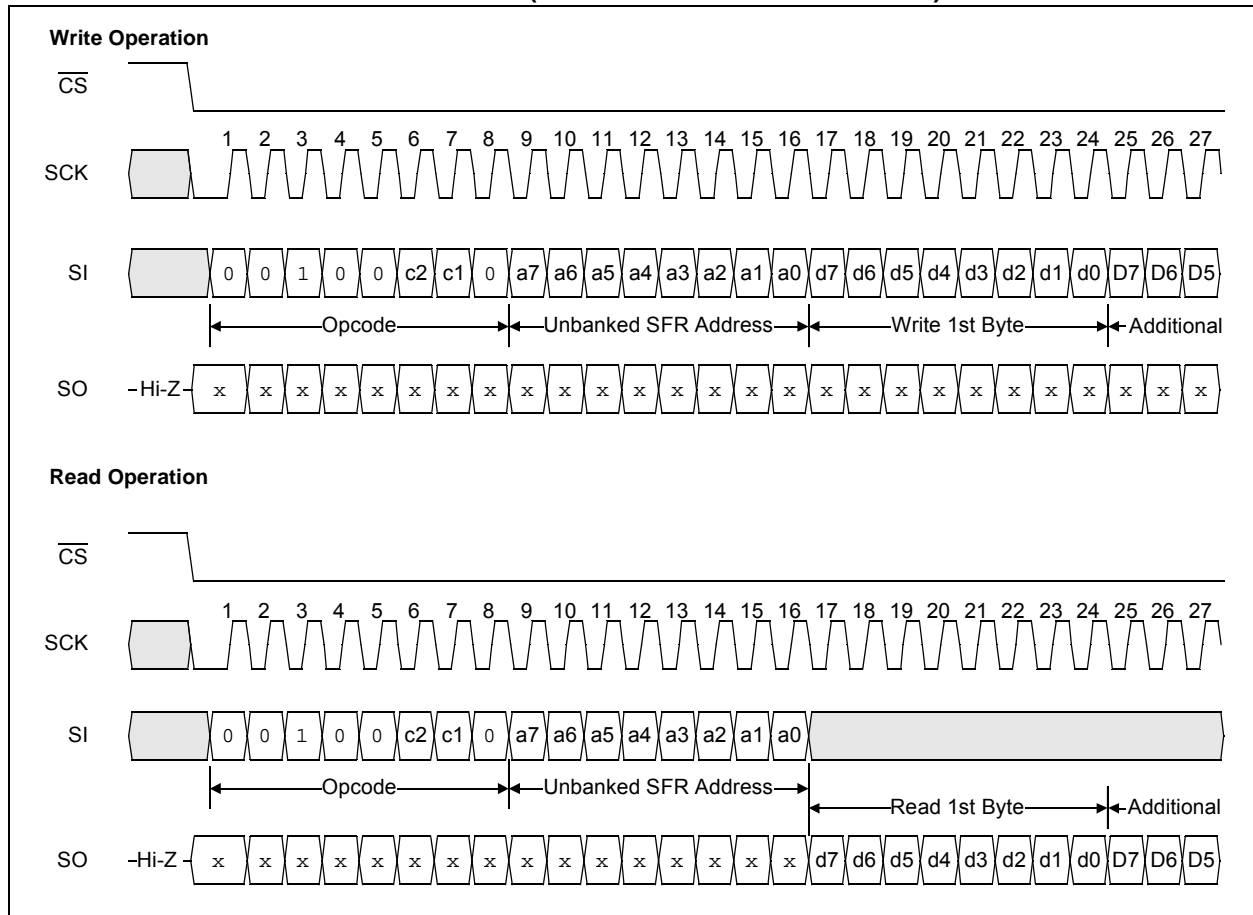 Write Operation
CS
1 2 3 4 5 6 7 8 9 10 11 12 13 14 15 16 17 18 19 20 21 22 23 24 25 26 27
SCK
SI 0 0 1 0 0 c2 c1 0 a7 a6 a5 a4 a3 a2 a1 a0 d7 d6 d5 d4 d3 d2 d1 d0 D7 D6 D5
Opcode Unbanked SFR Address Write 1st Byte Additional
SO Hi-Z x x x x x x x x x x x x x x x x x x x x x x x x x x x
Read Operation
CS
1 2 3 4 5 6 7 8 9 10 11 12 13 14 15 16 17 18 19 20 21 22 23 24 25 26 27
SCK
SI 0 0 1 0 0 c2 c1 0 a7 a6 a5 a4 a3 a2 a1 a0
Opcode Unbanked SFR Address
Read 1st Byte Additional
SO Hi-Z x x x x x x x x x x x x x x x x d7 d6 d5 d4 d3 d2 d1 d0 D7 D6 D5